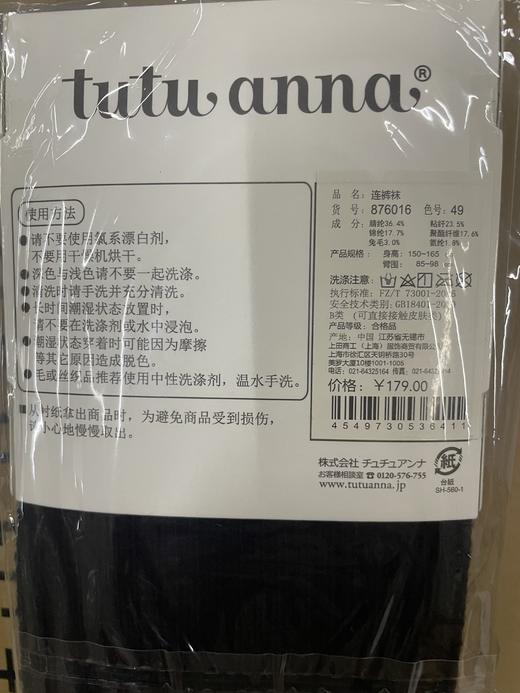 tutu anna®
使用方法
●请不要使用氯系漂白剂，
不要用干衣机烘干。
●深色与浅色请不要一起洗涤。
●清洗时请手洗并充分清洗。
●长时间潮湿状态放置时，
请不要在洗涤剂或水中浸泡。
●潮湿状态穿着时可能因为摩擦
等其它原因造成脱色。
●毛或丝织品推荐使用中性洗涤剂，温水手洗。
■从衬纸拿出商品时，为避免商品受到损伤，
请小心地慢慢取出。
品 名：连裤袜
货 号：876016 色号：49
成 分：腈纶36.4% 粘纤23.5%
锦纶17.7% 聚酯纤维17.6%
兔毛3.0% 氨纶1.8%
产品规格： 身高：150~165
臀围：85~98
洗涤注意：
执行标准：FZ/T 73001-2
安全技术类别：GB18401-2
B类（可直接接触皮肤类）
产品等级：合格品
产地：中国 江苏省无锡市
上田商工（上海）服饰商贸有限公司
上海市徐汇区天钥桥路30号
美罗大厦10楼1001-1005
电话：021-64325164 传真：021-6432
价格：￥179.00
4549730536411
株式会社 チュチュアンナ
お客様相談室 ☎0120-576-755
www.tutuanna.jp
紙
台紙
SH-560-1